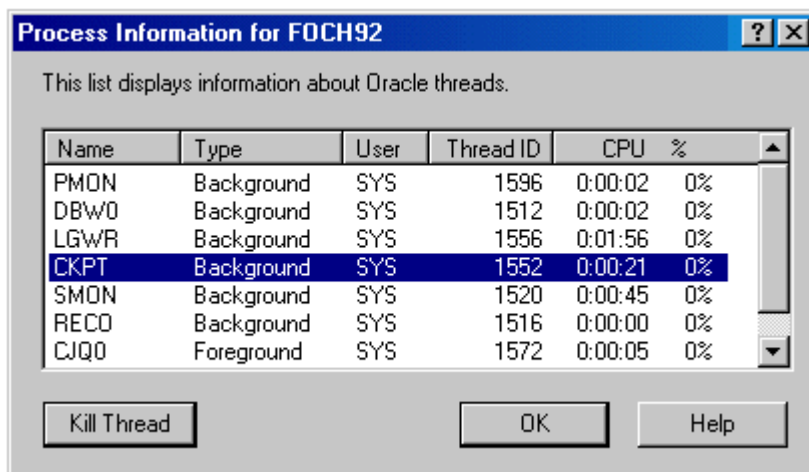 Process Information for FOCH92
This list displays information about Oracle threads.
Name Type User Thread ID CPU %
PMON Background SYS 1596 0:00:02 0%
DBW0 Background SYS 1512 0:00:02 0%
LGWR Background SYS 1556 0:01:56 0%
CKPT Background SYS 1552 0:00:21 0%
SMON Background SYS 1520 0:00:45 0%
RECO Background SYS 1516 0:00:00 0%
CJQ0 Foreground SYS 1572 0:00:05 0%
Kill Thread OK Help